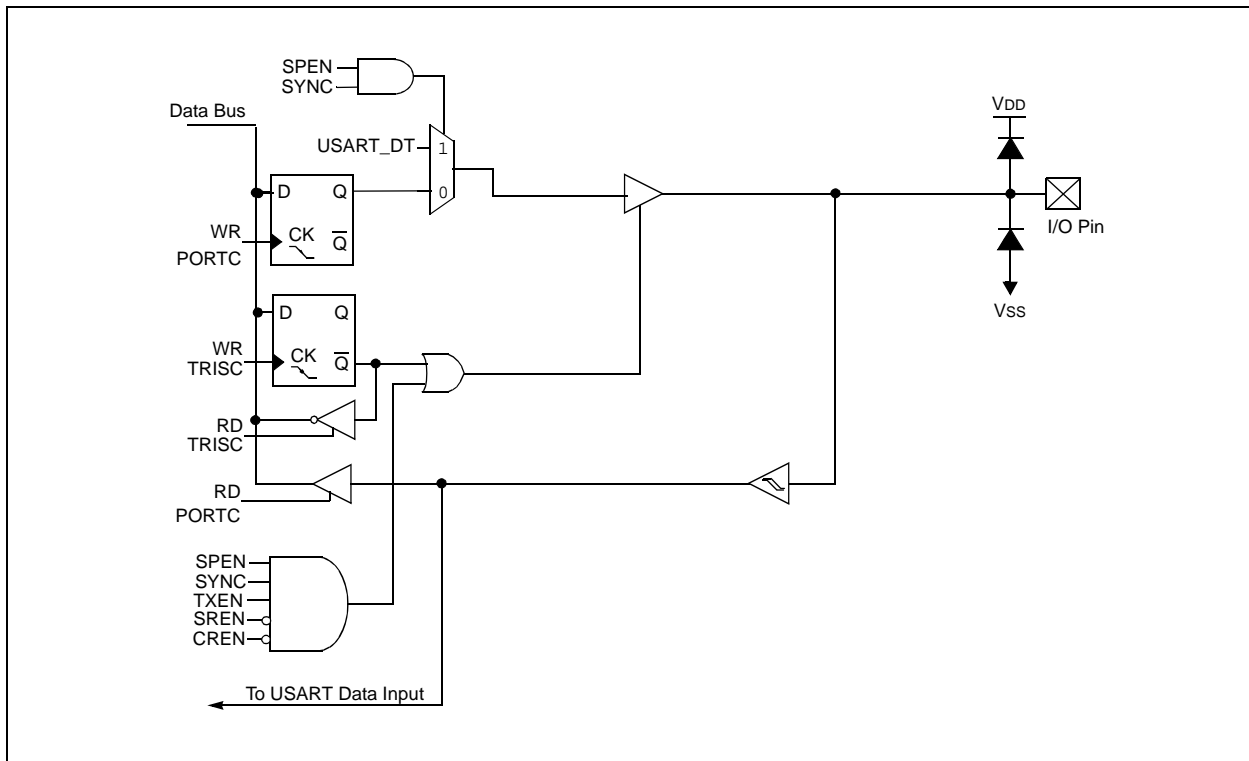 SPEN
SYNC
Data Bus
VDD
USART_DT
1
D
Q
0
I/O Pin
WR
PORTC
CK
Q
VSS
D
Q
WR
TRISC
CK
Q
RD
TRISC
RD
PORTC
SPEN
SYNC
TXEN
SREN
CREN
To USART Data Input